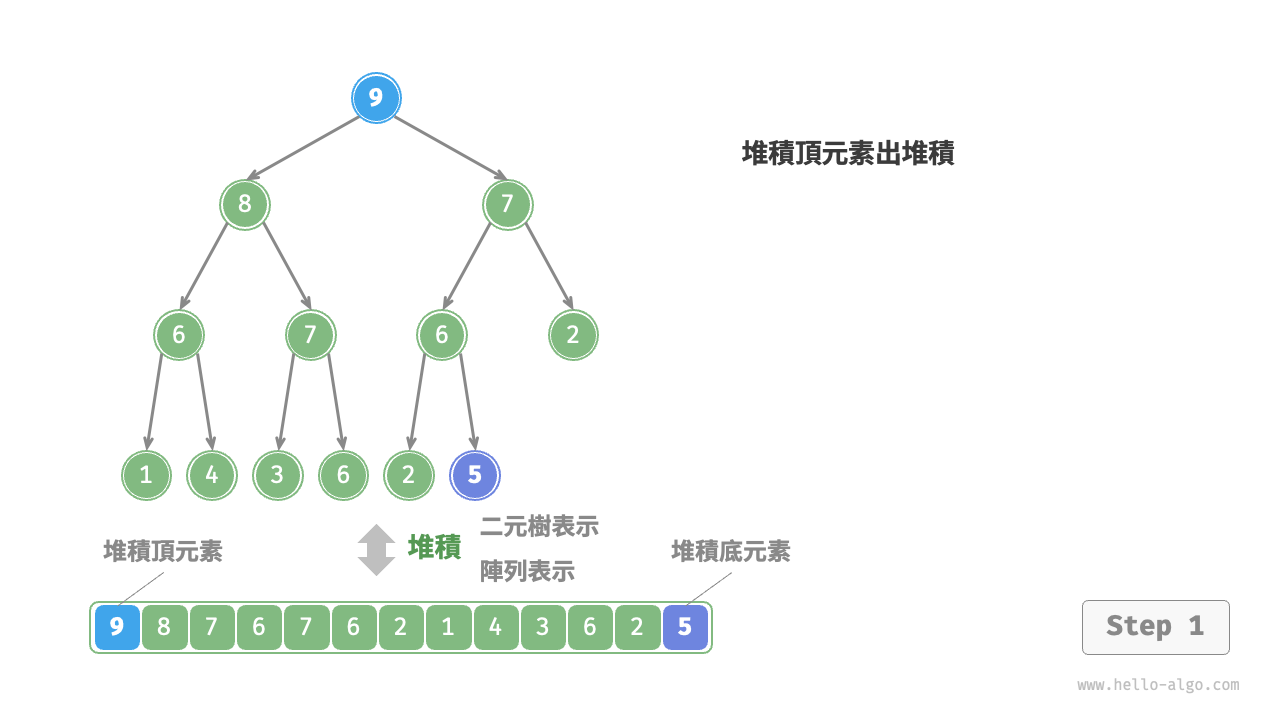 9
堆積頂元素出堆積
8 7
6 7 6 2
1 4 3 6 2 5
堆積頂元素
堆積
二元樹表示
陣列表示
堆積底元素
9 8 7 6 7 6 2 1 4 3 6 2 5
Step 1
www.hello-algo.com